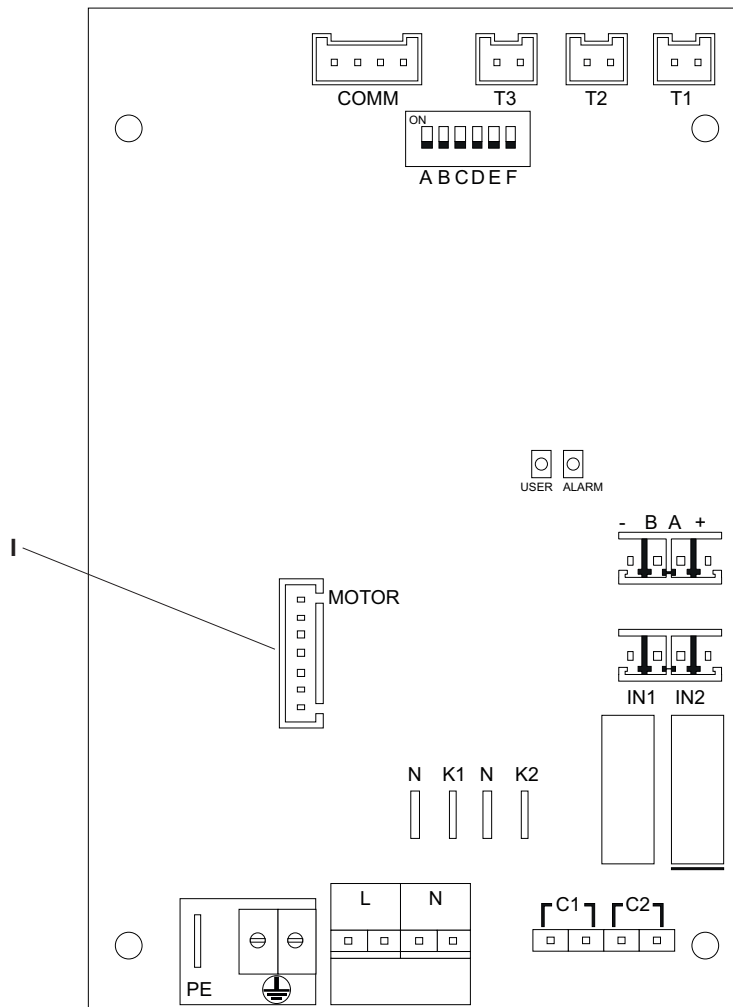 COMM T3 T2 T1
ON
A B C D E F
USER ALARM
- B A +
I
MOTOR
IN1 IN2
N K1 N K2
L N
C1 C2
PE